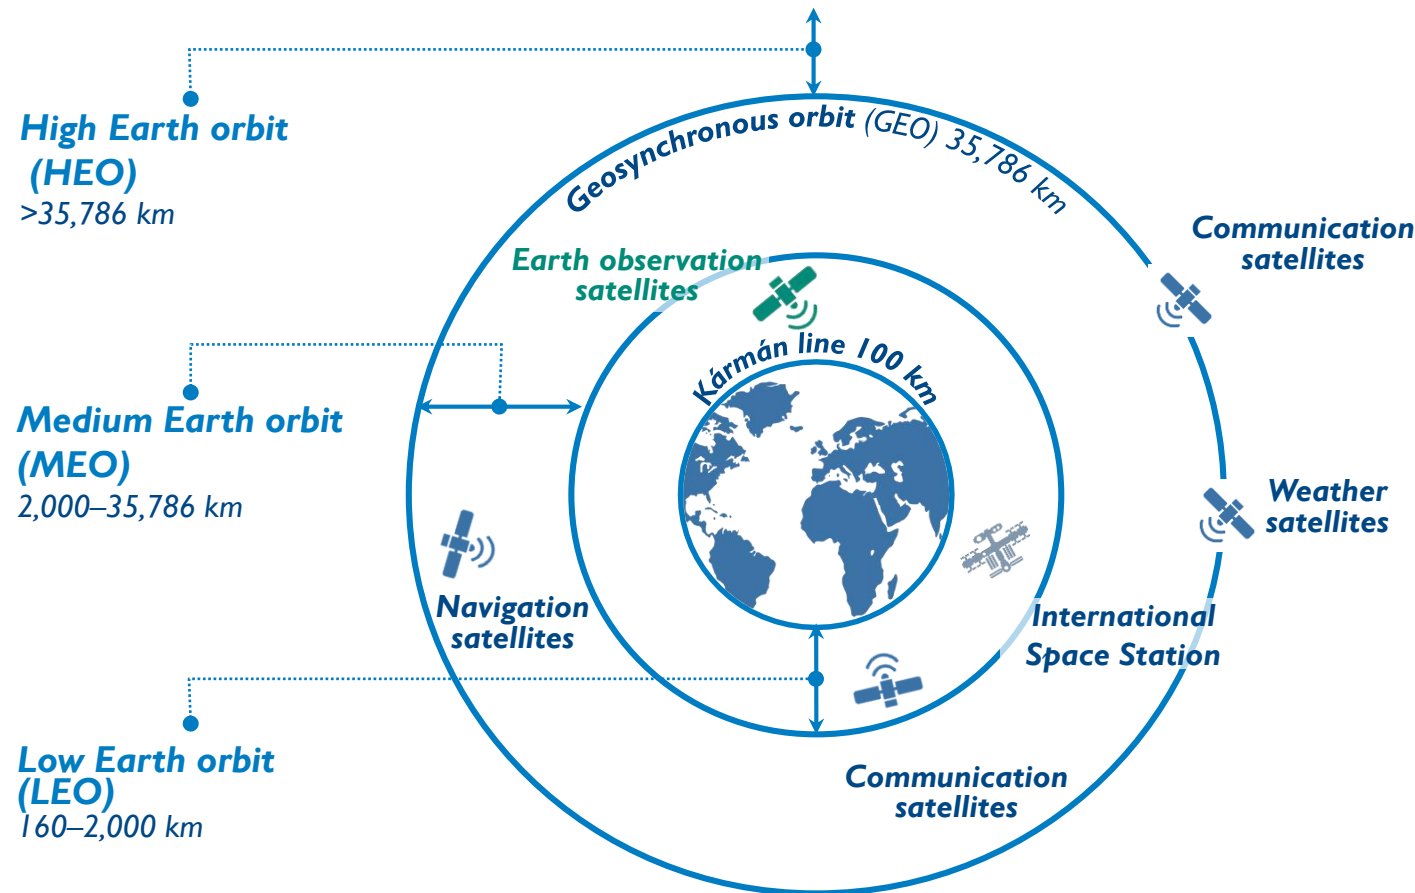 High Earth orbit
(HEO)
>35,786 km
Geosynchronous orbit (GEO) 35,786 km
Communication
satellites
Earth observation
satellites
Kármán line 100 km
Medium Earth orbit
(MEO)
2,000–35,786 km
Weather
satellites
Navigation
satellites
International
Space Station
Low Earth orbit
(LEO)
160–2,000 km
Communication
satellites